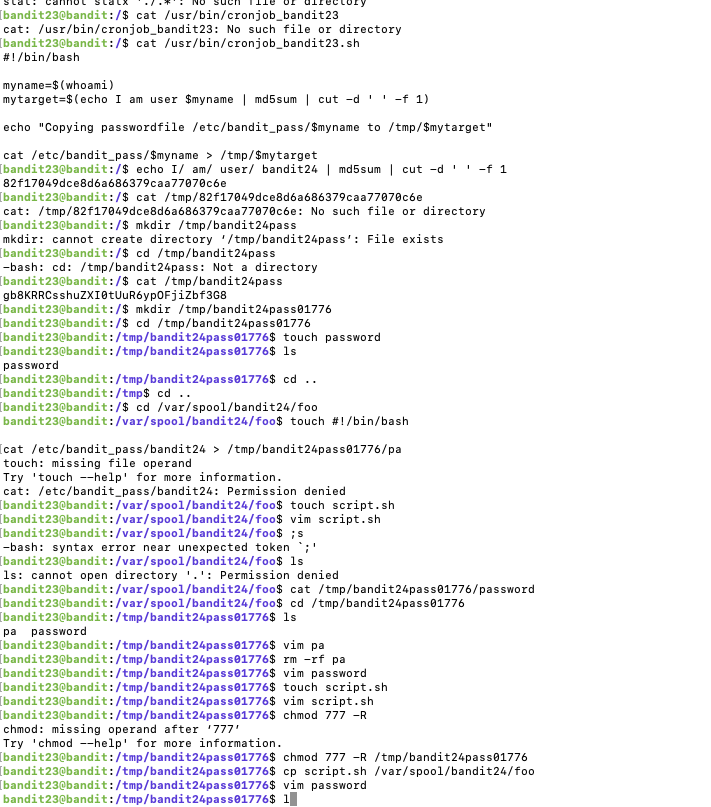 stat: cannot statx './.*': No such file or directory
[bandit23@bandit:/$ cat /usr/bin/cronjob_bandit23
cat: /usr/bin/cronjob_bandit23: No such file or directory
[bandit23@bandit:/$ cat /usr/bin/cronjob_bandit23.sh
#!/bin/bash
myname=$(whoami)
mytarget=$(echo I am user $myname | md5sum | cut -d ' ' -f 1)
echo "Copying passwordfile /etc/bandit_pass/$myname to /tmp/$mytarget"
cat /etc/bandit_pass/$myname > /tmp/$mytarget
[bandit23@bandit:/$ echo I/ am/ user/ bandit24 | md5sum | cut -d ' ' -f 1
82f17049dce8d6a686379caa77070c6e
[bandit23@bandit:/$ cat /tmp/82f17049dce8d6a686379caa77070c6e
cat: /tmp/82f17049dce8d6a686379caa77070c6e: No such file or directory
[bandit23@bandit:/$ mkdir /tmp/bandit24pass
mkdir: cannot create directory ‘/tmp/bandit24pass’: File exists
[bandit23@bandit:/$ cd /tmp/bandit24pass
-bash: cd: /tmp/bandit24pass: Not a directory
[bandit23@bandit:/$ cat /tmp/bandit24pass
gb8KRRCsshuZXI0tUuR6ypOFjiZbf3G8
[bandit23@bandit:/$ mkdir /tmp/bandit24pass01776
[bandit23@bandit:/$ cd /tmp/bandit24pass01776
[bandit23@bandit:/tmp/bandit24pass01776$ touch password
[bandit23@bandit:/tmp/bandit24pass01776$ ls
password
[bandit23@bandit:/tmp/bandit24pass01776$ cd ..
[bandit23@bandit:/tmp$ cd ..
[bandit23@bandit:/$ cd /var/spool/bandit24/foo
bandit23@bandit:/var/spool/bandit24/foo$ touch #!/bin/bash
[cat /etc/bandit_pass/bandit24 > /tmp/bandit24pass01776/pa
touch: missing file operand
Try 'touch --help' for more information.
cat: /etc/bandit_pass/bandit24: Permission denied
[bandit23@bandit:/var/spool/bandit24/foo$ touch script.sh
[bandit23@bandit:/var/spool/bandit24/foo$ vim script.sh
[bandit23@bandit:/var/spool/bandit24/foo$ ;s
-bash: syntax error near unexpected token `;'
[bandit23@bandit:/var/spool/bandit24/foo$ ls
ls: cannot open directory '.': Permission denied
[bandit23@bandit:/var/spool/bandit24/foo$ cat /tmp/bandit24pass01776/password
[bandit23@bandit:/var/spool/bandit24/foo$ cd /tmp/bandit24pass01776
[bandit23@bandit:/tmp/bandit24pass01776$ ls
pa  password
[bandit23@bandit:/tmp/bandit24pass01776$ vim pa
[bandit23@bandit:/tmp/bandit24pass01776$ rm -rf pa
[bandit23@bandit:/tmp/bandit24pass01776$ vim password
[bandit23@bandit:/tmp/bandit24pass01776$ touch script.sh
[bandit23@bandit:/tmp/bandit24pass01776$ vim script.sh
[bandit23@bandit:/tmp/bandit24pass01776$ chmod 777 -R
chmod: missing operand after ‘777’
Try 'chmod --help' for more information.
[bandit23@bandit:/tmp/bandit24pass01776$ chmod 777 -R /tmp/bandit24pass01776
[bandit23@bandit:/tmp/bandit24pass01776$ cp script.sh /var/spool/bandit24/foo
[bandit23@bandit:/tmp/bandit24pass01776$ vim password
bandit23@bandit:/tmp/bandit24pass01776$ l